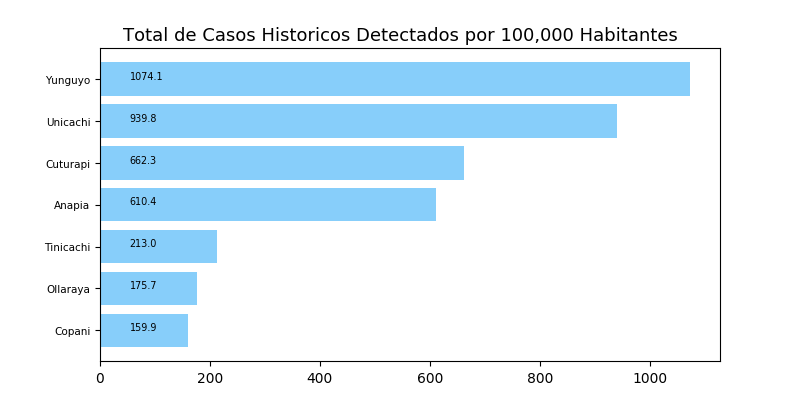 Total de Casos Historicos Detectados por 100,000 Habitantes
Yunguyo 1074.1
Unicachi 939.8
Cuturapi 662.3
Anapia 610.4
Tinicachi 213.0
Ollaraya 175.7
Copani 159.9
0 200 400 600 800 1000